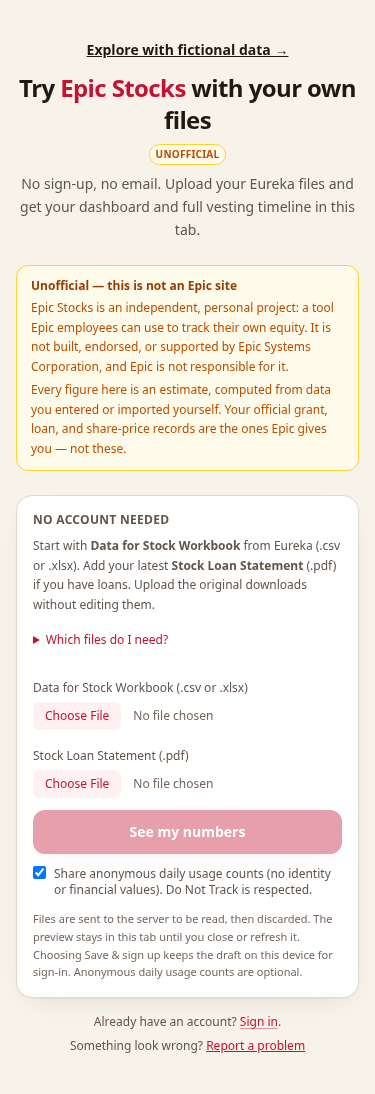 Explore with fictional data →
Try Epic Stocks with your own
files
UNOFFICIAL
No sign-up, no email. Upload your Eureka files and
get your dashboard and full vesting timeline in this
tab.
Unofficial — this is not an Epic site
Epic Stocks is an independent, personal project: a tool
Epic employees can use to track their own equity. It is
not built, endorsed, or supported by Epic Systems
Corporation, and Epic is not responsible for it.
Every figure here is an estimate, computed from data
you entered or imported yourself. Your official grant,
loan, and share-price records are the ones Epic gives
you — not these.
NO ACCOUNT NEEDED
Start with Data for Stock Workbook from Eureka (.csv
or .xlsx). Add your latest Stock Loan Statement (.pdf)
if you have loans. Upload the original downloads
without editing them.
Which files do I need?
Data for Stock Workbook (.csv or .xlsx)
Choose File No file chosen
Stock Loan Statement (.pdf)
Choose File No file chosen
See my numbers
Share anonymous daily usage counts (no identity
or financial values). Do Not Track is respected.
Files are sent to the server to be read, then discarded. The
preview stays in this tab until you close or refresh it.
Choosing Save & sign up keeps the draft on this device for
sign-in. Anonymous daily usage counts are optional.
Already have an account? Sign in.
Something look wrong? Report a problem